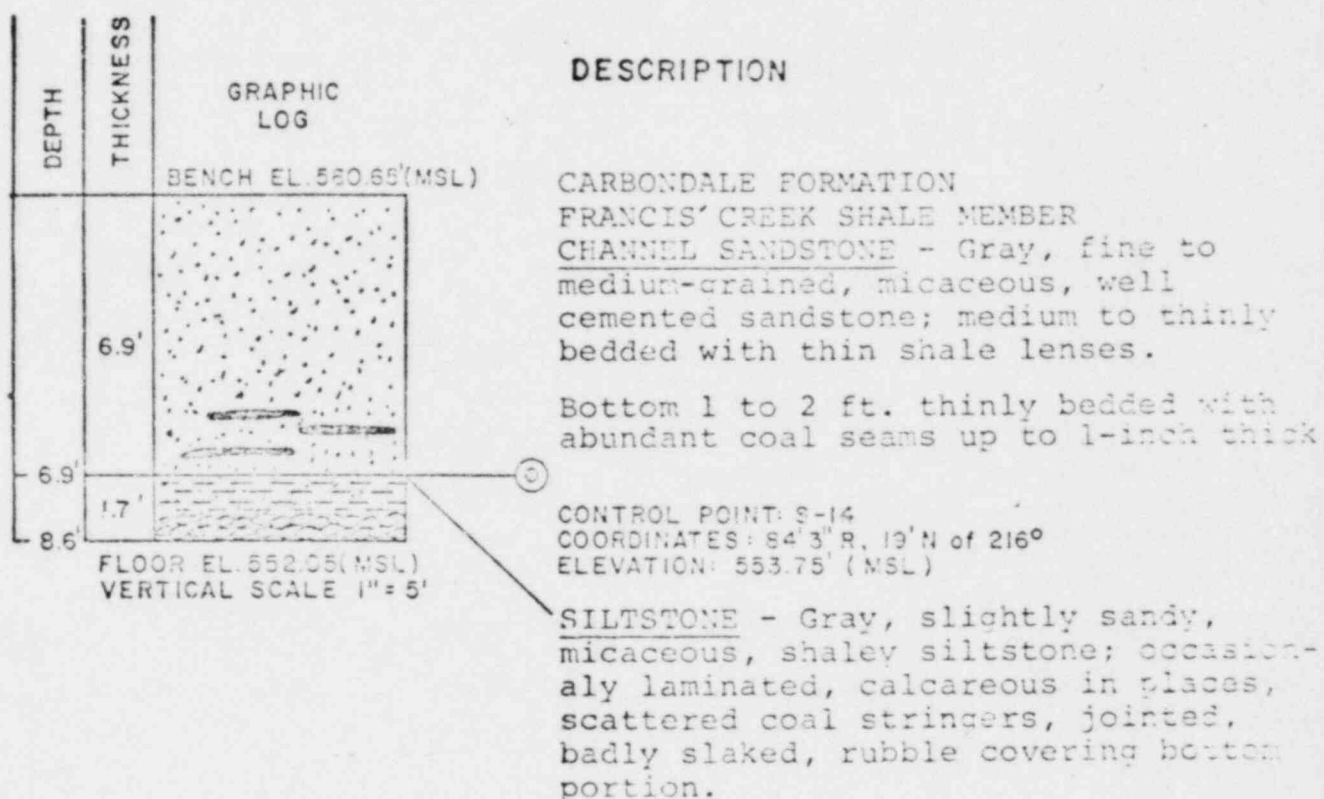 DEPTH
THICKNESS
GRAPHIC
LOG
DESCRIPTION
BENCH EL. 560.65'(MSL)
6.9'
6.9'
1.7'
8.6'
FLOOR EL. 552.05(MSL)
VERTICAL SCALE 1"= 5'
CARBONDALE FORMATION
FRANCIS' CREEK SHALE MEMBER
CHANNEL SANDSTONE - Gray, fine to
medium-grained, micaceous, well
cemented sandstone; medium to thinly
bedded with thin shale lenses.
Bottom 1 to 2 ft. thinly bedded with
abundant coal seams up to 1-inch thick
CONTROL POINT: S-14
COORDINATES: 84'3" R, 19' N of 216°
ELEVATION: 553.75' (MSL)
SILTSTONE - Gray, slightly sandy,
micaceous, shaley siltstone; occasion-
aly laminated, calcareous in places,
scattered coal stringers, jointed,
badly slaked, rubble covering bottom
portion.